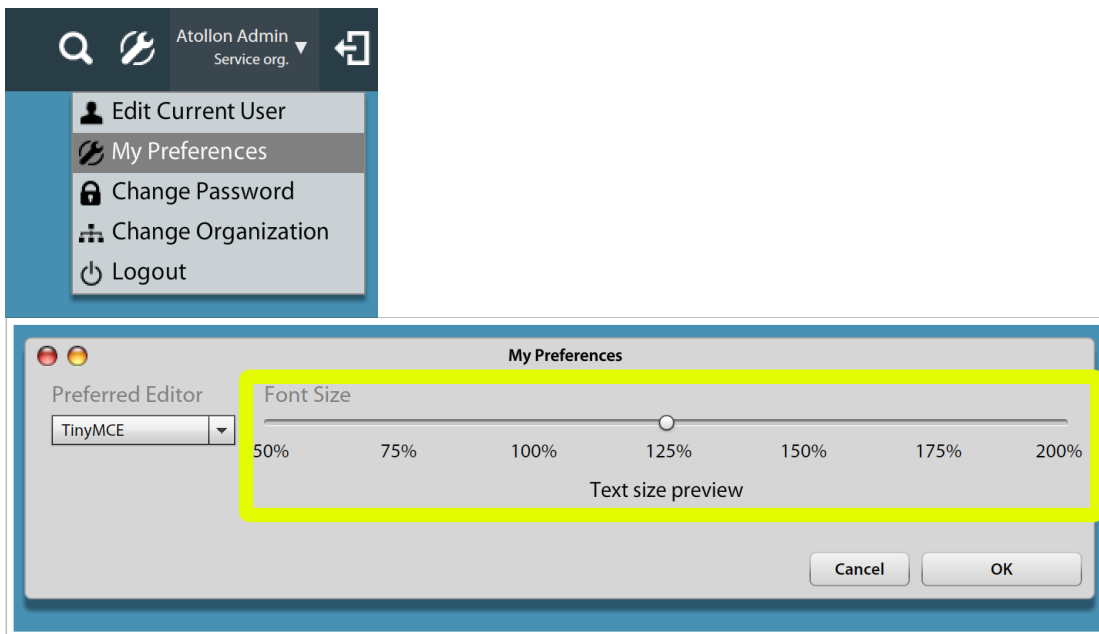 Atollon Admin
Service org.
Edit Current User
My Preferences
Change Password
Change Organization
Logout
My Preferences
Preferred Editor
Font Size
TinyMCE
50% 75% 100% 125% 150% 175% 200%
Text size preview
Cancel OK